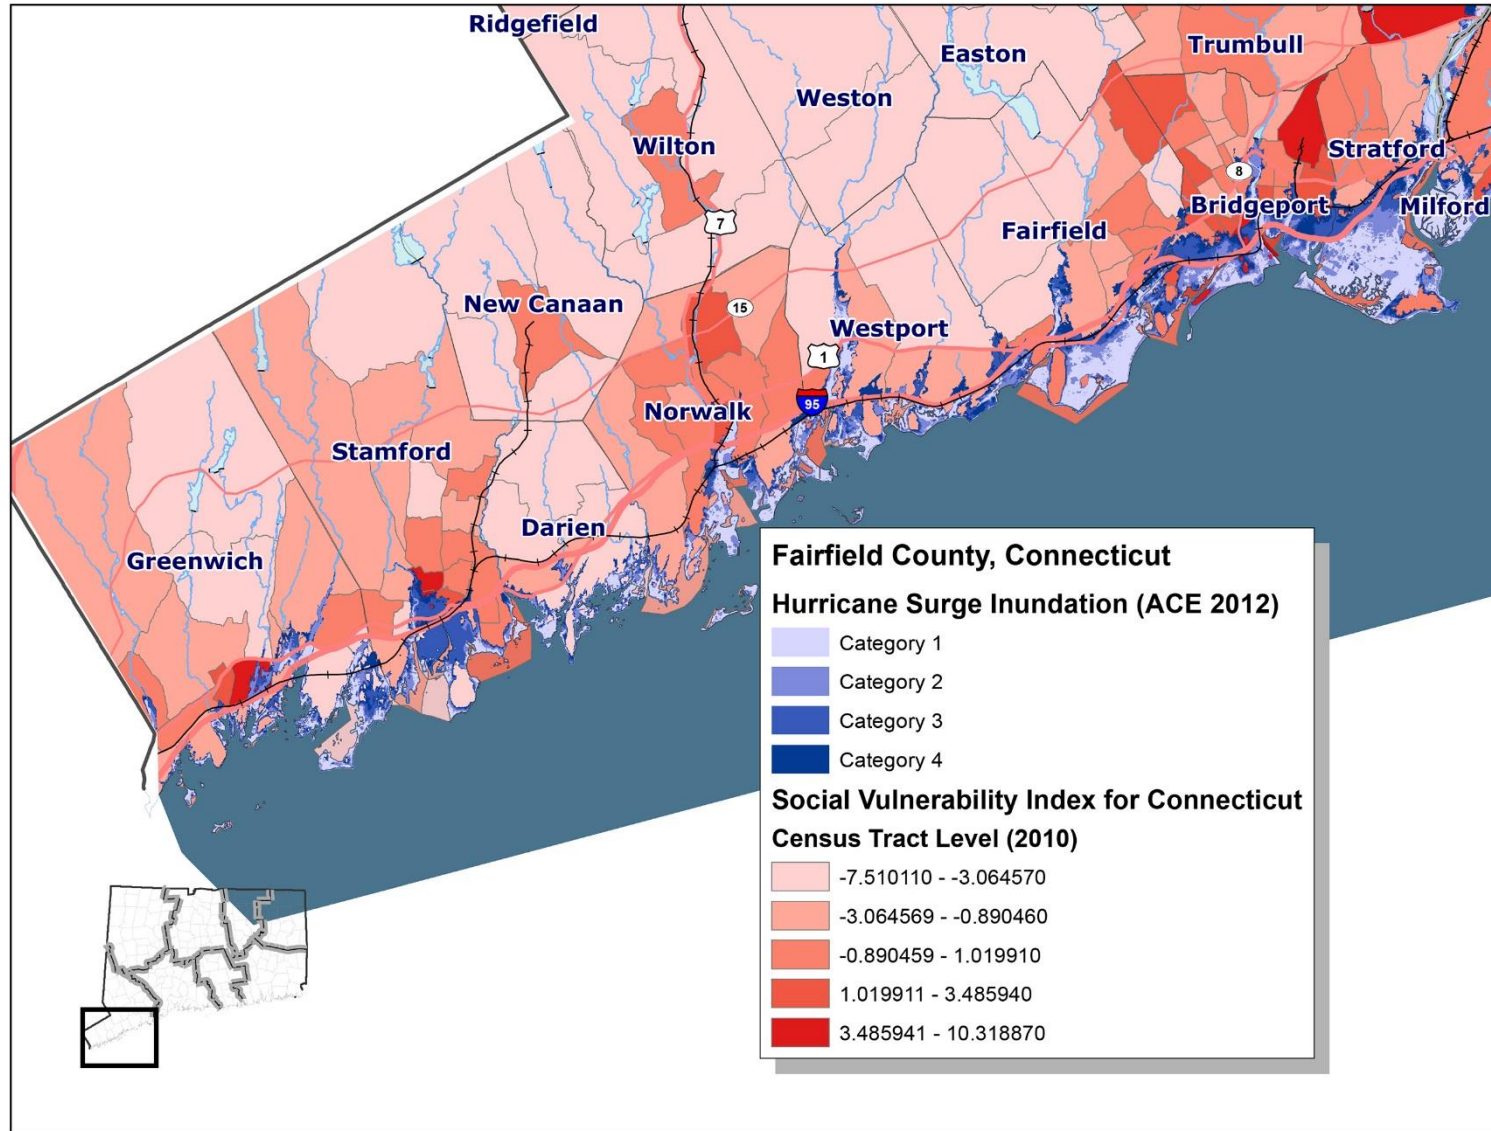 Ridgefield
Easton
Trumbull
Weston
Wilton
Stratford
8
Bridgeport
Milford
7
Fairfield
New Canaan
15
Westport
1
95
Norwalk
Stamford
Darien
Greenwich
Fairfield County, Connecticut
Hurricane Surge Inundation (ACE 2012)
Category 1
Category 2
Category 3
Category 4
Social Vulnerability Index for Connecticut
Census Tract Level (2010)
-7.510110 - -3.064570
-3.064569 - -0.890460
-0.890459 - 1.019910
1.019911 - 3.485940
3.485941 - 10.318870